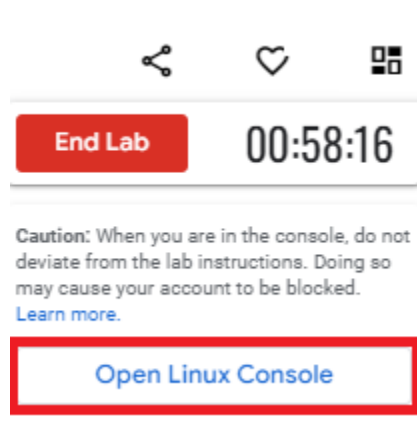 End Lab
00:58:16
Caution: When you are in the console, do not
deviate from the lab instructions. Doing so
may cause your account to be blocked.
Learn more.
Open Linux Console